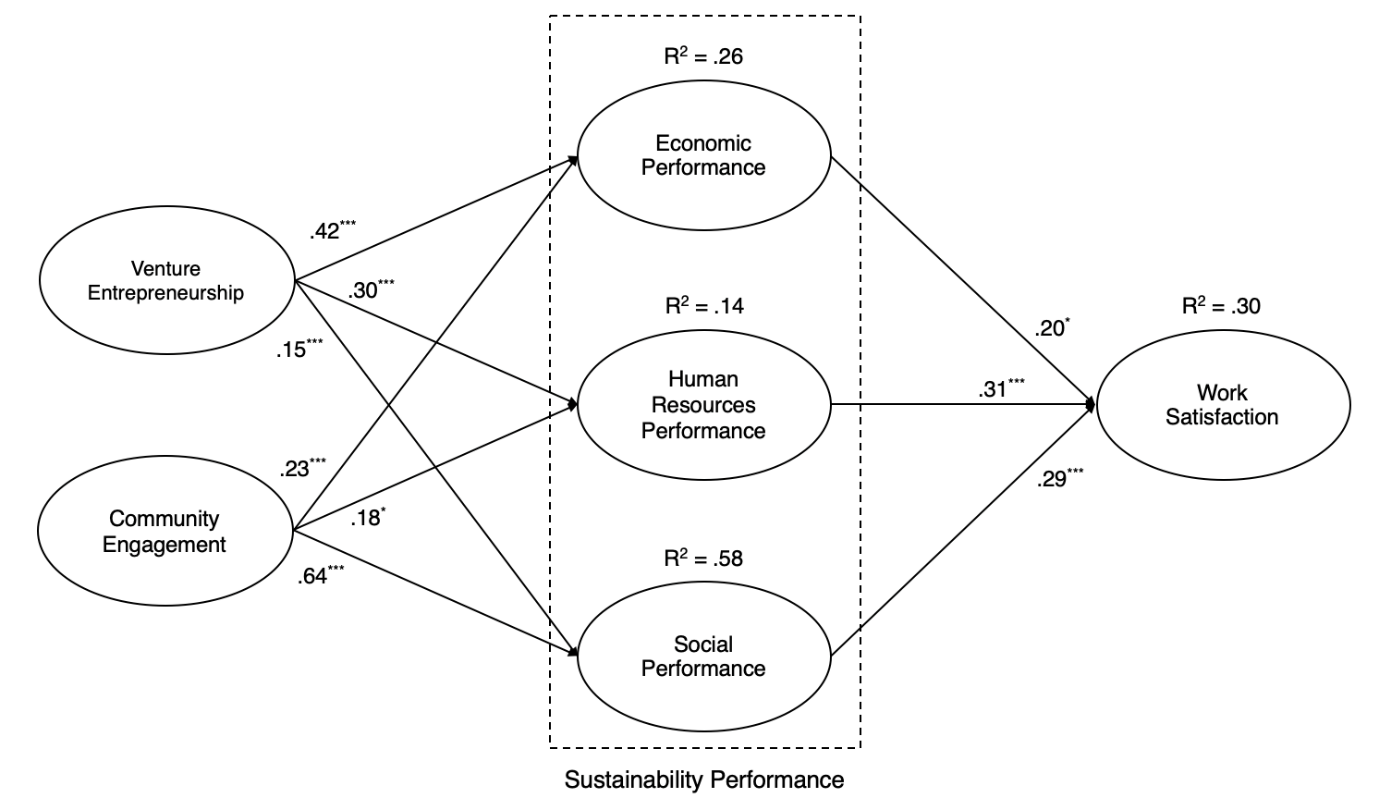 R² = .26
Economic
Performance
.42***
Venture
Entrepreneurship
.30***
.15***
R² = .14
Human
Resources
Performance
.20*
R² = .30
.31***
Work
Satisfaction
.23***
Community
Engagement
.18*
.64***
.29***
R² = .58
Social
Performance
Sustainability Performance